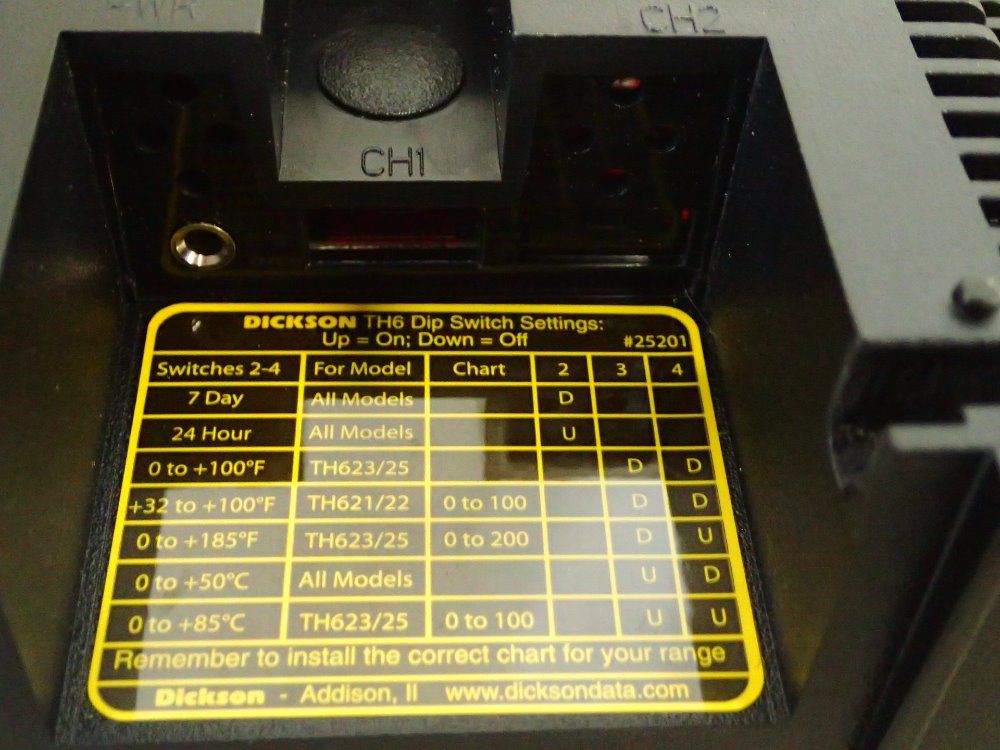 CH2
CH1
DICKSON TH6 Dip Switch Settings:
Up = On; Down = Off #25201
Switches 2-4 For Model Chart 2 3 4
7 Day All Models D
24 Hour All Models U
0 to +100°F TH623/25 D D
+32 to +100°F TH621/22 0 to 100 D D
0 to +185°F TH623/25 0 to 200 D U
0 to +50°C All Models U D
0 to +85°C TH623/25 0 to 100 U U
Remember to install the correct chart for your range
Dickson - Addison, Il www.dicksondata.com